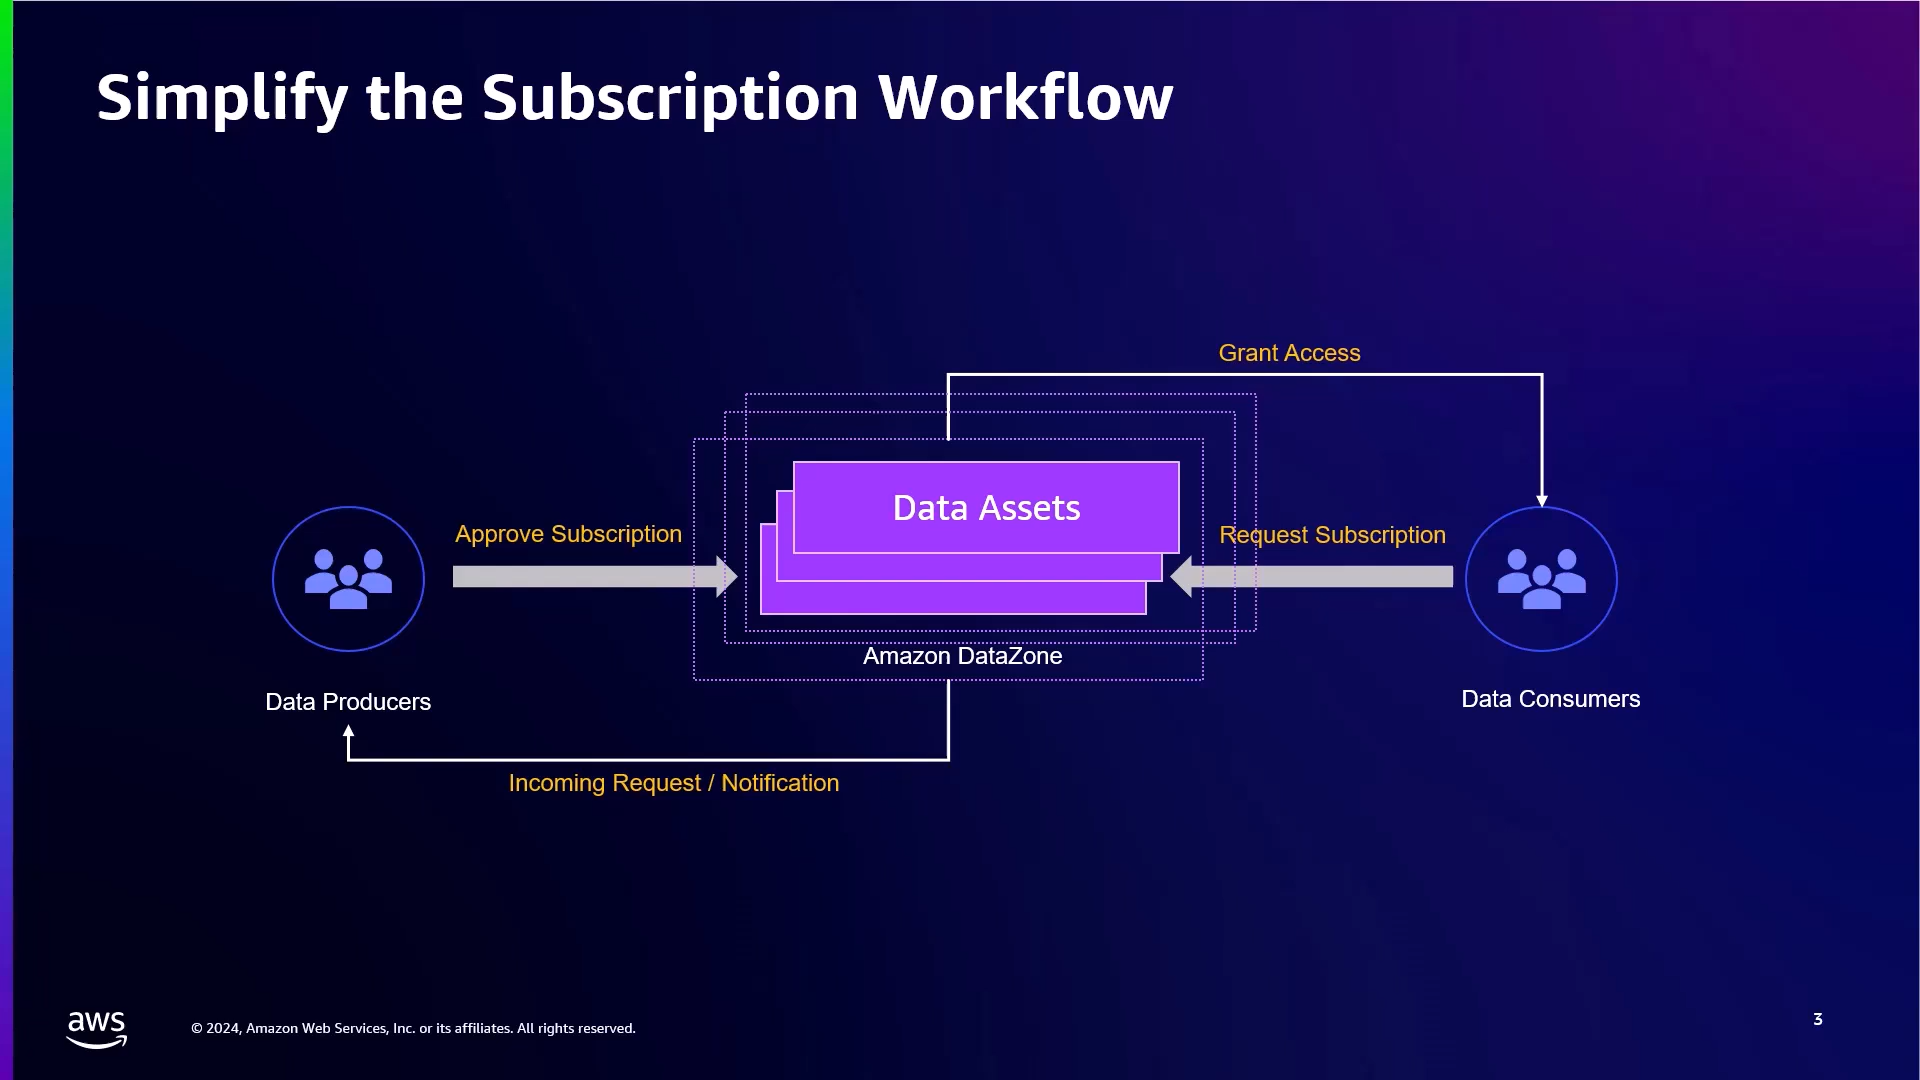 Simplify the Subscription Workflow
Grant Access
Data Assets
Approve Subscription
Request Subscription
Amazon DataZone
Data Producers
Data Consumers
Incoming Request / Notification
aws
© 2024, Amazon Web Services, Inc. or its affiliates. All rights reserved.
3